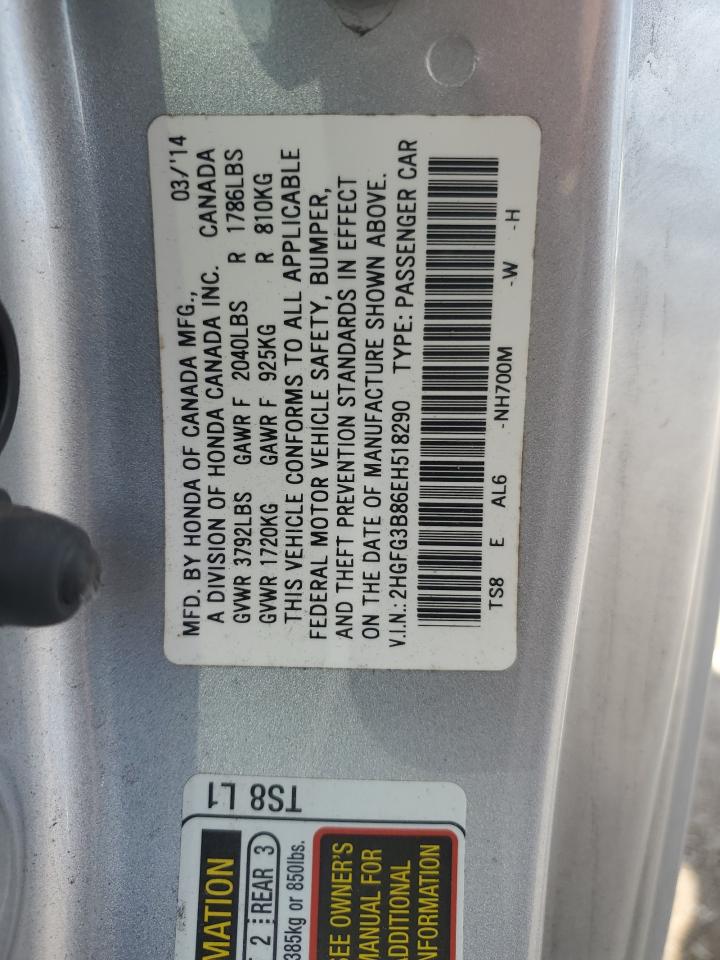 MFD. BY HONDA OF CANADA MFG., 03/'14
A DIVISION OF HONDA CANADA INC. CANADA
GVWR 3792LBS GAWR F 2040LBS R 1786LBS
GVWR 1720KG GAWR F 925KG R 810KG
THIS VEHICLE CONFORMS TO ALL APPLICABLE
FEDERAL MOTOR VEHICLE SAFETY, BUMPER,
AND THEFT PREVENTION STANDARDS IN EFFECT
ON THE DATE OF MANUFACTURE SHOWN ABOVE.
V.I.N.: 2HGFG3B86EH518290 TYPE: PASSENGER CAR
TS8 E AL6 -NH700M -W -H
TS8 L1
MATION
2 REAR 3
385kg or 850lbs.
SEE OWNER'S
MANUAL FOR
ADDITIONAL
INFORMATION